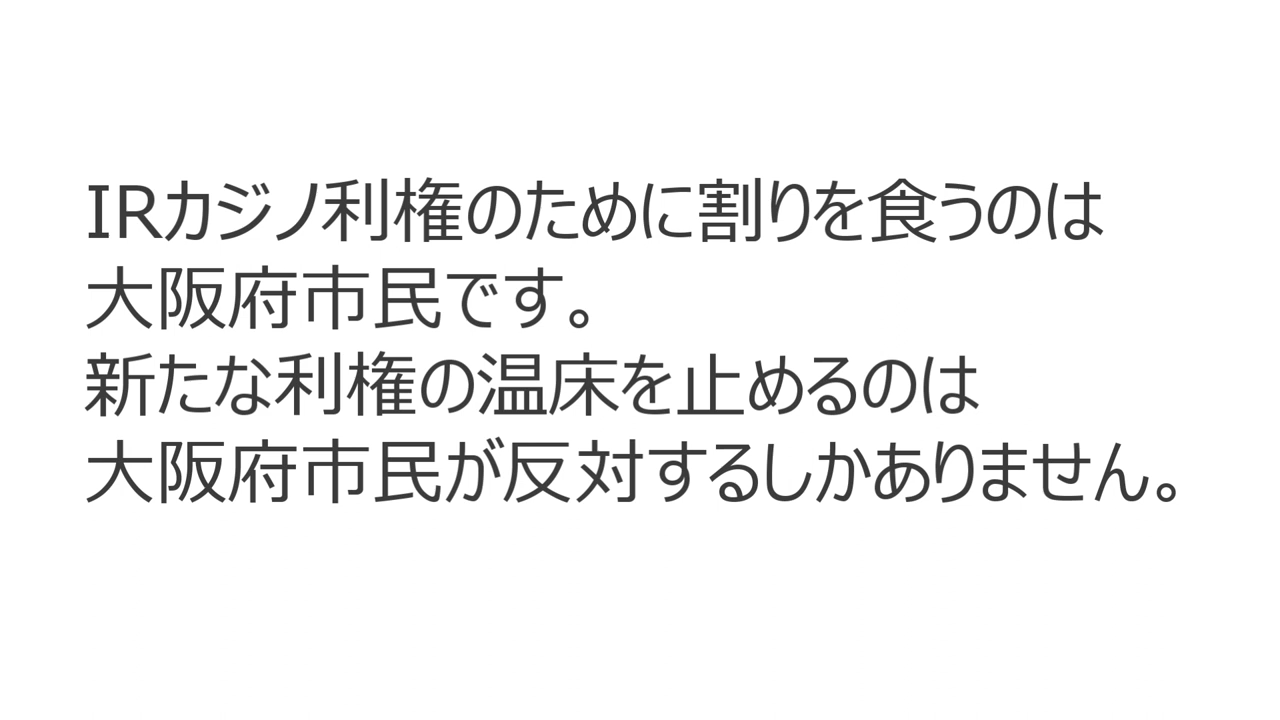 IRカジノ利権のために割りを食うのは
大阪府市民です。
新たな利権の温床を止めるのは
大阪府市民が反対するしかありません。